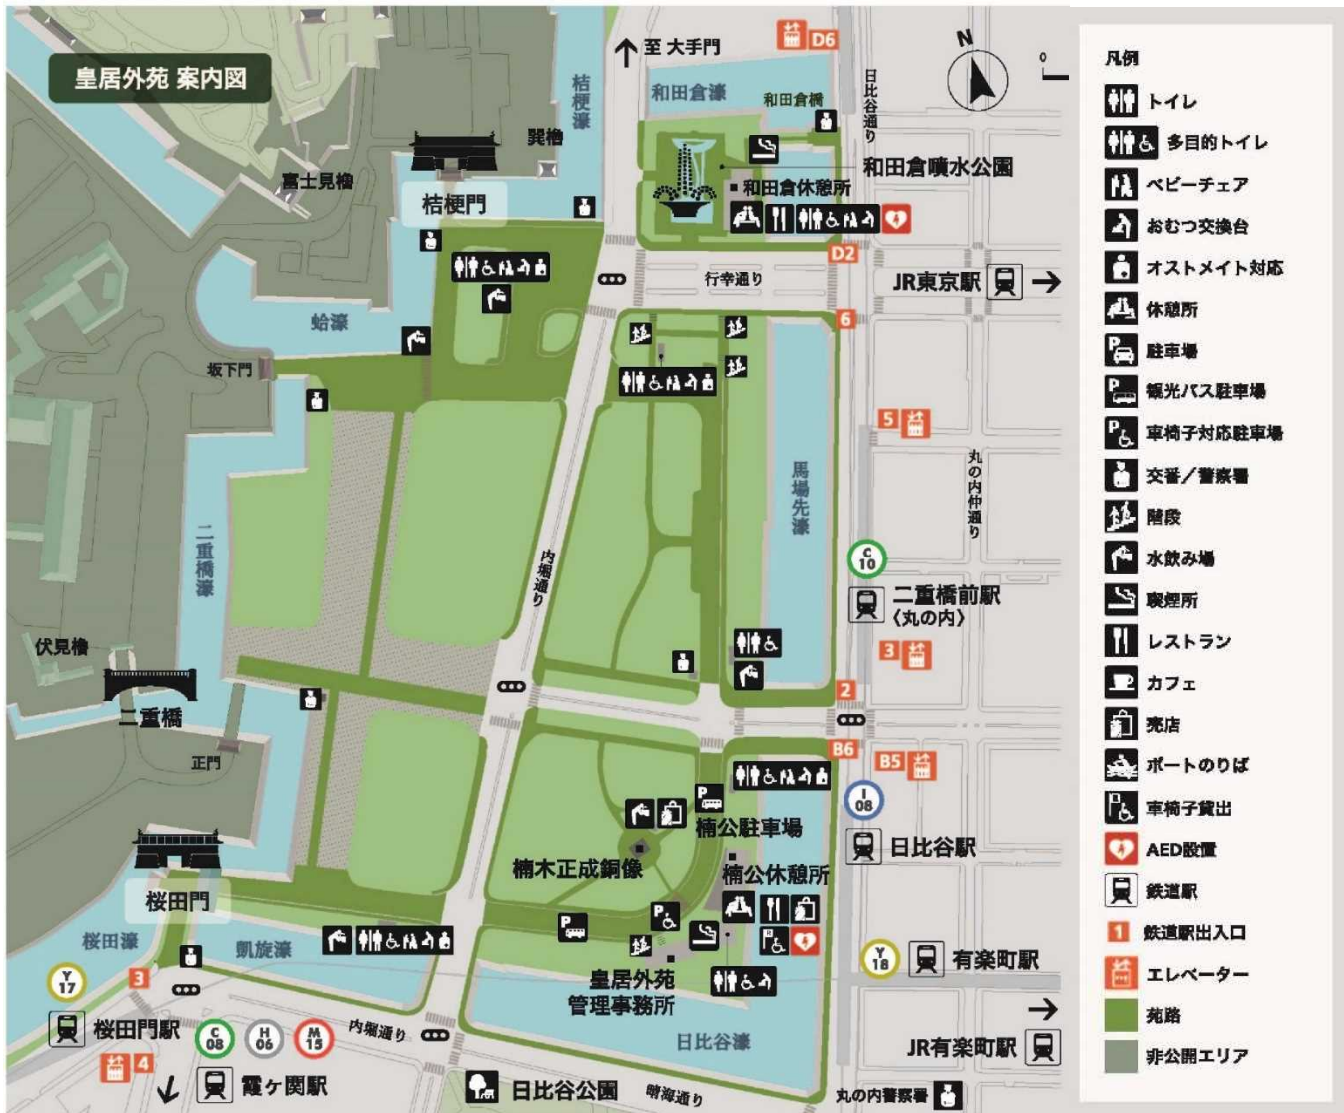 皇居外苑 案内図
至 大手門
D6
N
0
桔梗濠
和田倉濠
和田倉橋
日比谷通り
巽櫓
富士見櫓
桔梗門
和田倉噴水公園
和田倉休憩所
D2
行幸通り
JR東京駅
蛤濠
6
坂下門
5
丸の内仲通り
馬場先濠
二重橋濠
内堀通り
C
10
二重橋前駅
〈丸の内〉
伏見櫓
3
二重橋
2
正門
B6
B5
I
08
楠公駐車場
日比谷駅
楠木正成銅像
楠公休憩所
桜田門
桜田濠
凱旋濠
Y
17
3
Y
18
有楽町駅
皇居外苑
管理事務所
桜田門駅
C
08
H
06
M
15
内堀通り
日比谷濠
JR有楽町駅
4
霞ヶ関駅
日比谷公園
晴海通り
丸の内警察署
凡例
トイレ
多目的トイレ
ベビーチェア
おむつ交換台
オストメイト対応
休憩所
P
駐車場
P
観光バス駐車場
P
車椅子対応駐車場
交番／警察署
階段
水飲み場
喫煙所
レストラン
カフェ
売店
ボートのりば
車椅子貸出
AED設置
鉄道駅
1
鉄道駅出入口
エレベーター
苑路
非公開エリア